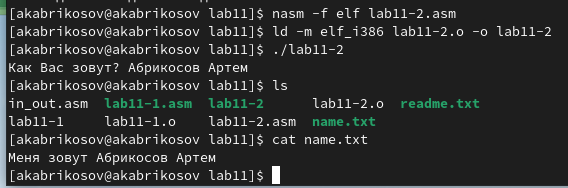 [akabrikosov@akabrikosov lab11]$ nasm -f elf lab11-2.asm
[akabrikosov@akabrikosov lab11]$ ld -m elf_i386 lab11-2.o -o lab11-2
[akabrikosov@akabrikosov lab11]$ ./lab11-2
Как Вас зовут? Абрикосов Артем
[akabrikosov@akabrikosov lab11]$ ls
in_out.asm lab11-1.asm lab11-2 lab11-2.o readme.txt
lab11-1 lab11-1.o lab11-2.asm name.txt
[akabrikosov@akabrikosov lab11]$ cat name.txt
Меня зовут Абрикосов Артем
[akabrikosov@akabrikosov lab11]$